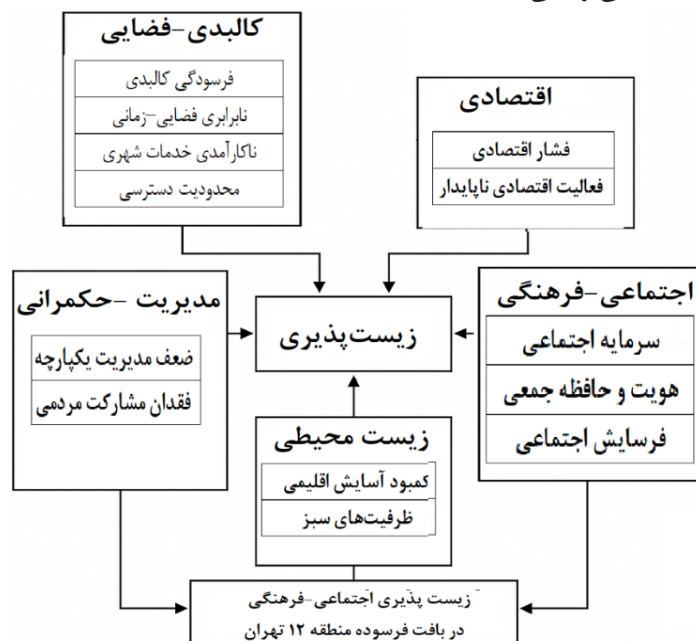 کالبدی-فضایی
فرسودگی کالبدی
نابرابری فضایی-زمانی
ناکارآمدی خدمات شهری
محدودیت دسترسی
اقتصادی
فشار اقتصادی
فعالیت اقتصادی ناپایدار
اجتماعی-فرهنگی
سرمایه اجتماعی
هویت و حافظه جمعی
فرسایش اجتماعی
زیست‌پذیری
مدیریت -حکمرانی
ضعف مدیریت یکپارچه
فقدان مشارکت مردمی
زیست محیطی
کمبود آسایش اقلیمی
ظرفیت‌های سبز
زیست پذیری اجتماعی-فرهنگی
در بافت فرسوده منطقه ۱۲ تهران